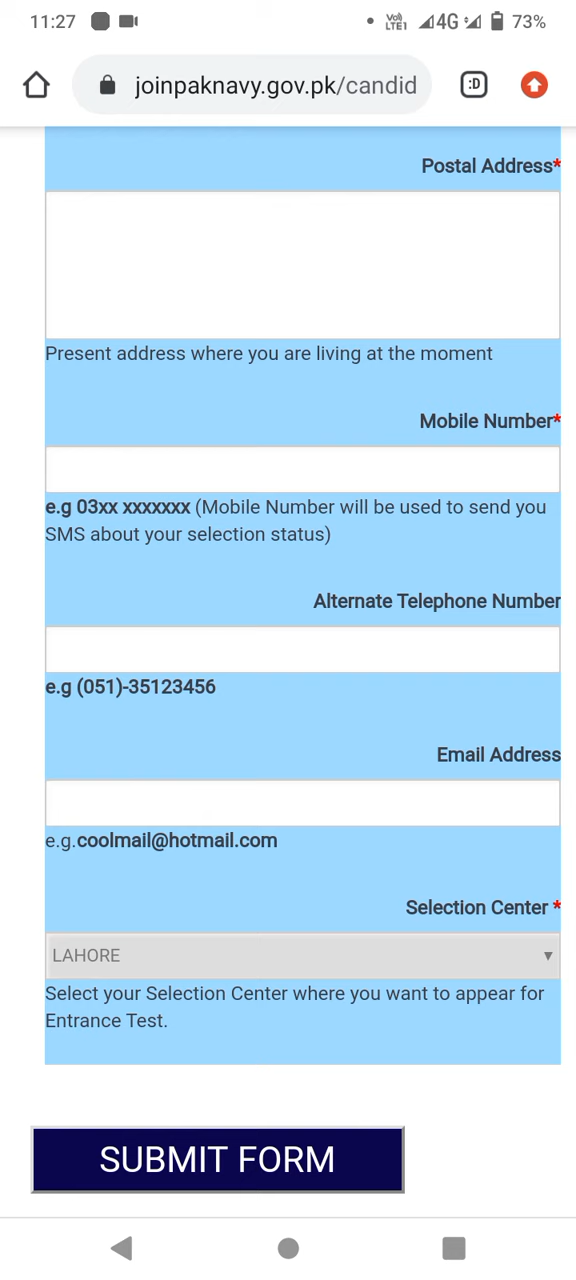 11:27
Vo)) LTE1 4G 73%
joinpaknavy.gov.pk/candid
:D
Postal Address*
Present address where you are living at the moment
Mobile Number*
e.g 03xx xxxxxxx (Mobile Number will be used to send you
SMS about your selection status)
Alternate Telephone Number
e.g (051)-35123456
Email Address
e.g.coolmail@hotmail.com
Selection Center *
LAHORE
Select your Selection Center where you want to appear for
Entrance Test.
SUBMIT FORM